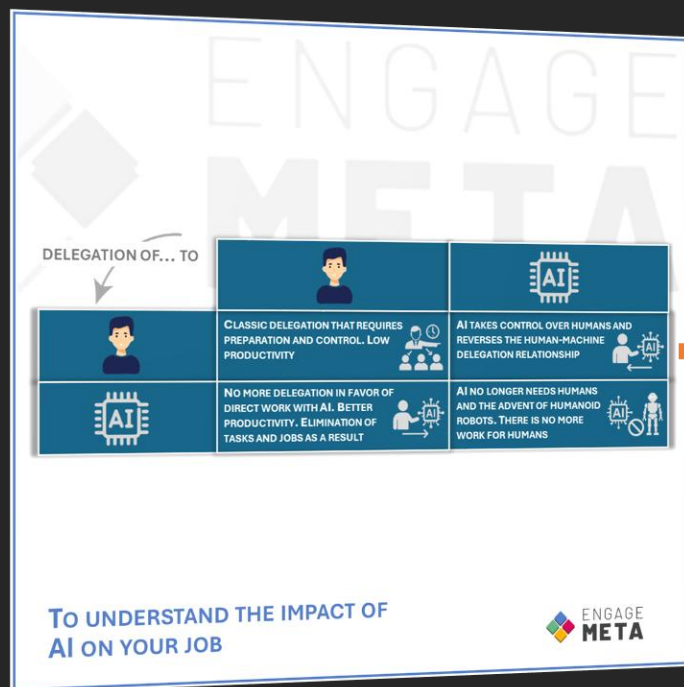 ENGAGE
META
DELEGATION OF... TO
AI
CLASSIC DELEGATION THAT REQUIRES
PREPARATION AND CONTROL. LOW
PRODUCTIVITY
AI TAKES CONTROL OVER HUMANS AND
REVERSES THE HUMAN-MACHINE
DELEGATION RELATIONSHIP
AI
AI
NO MORE DELEGATION IN FAVOR OF
DIRECT WORK WITH AI. BETTER
PRODUCTIVITY. ELIMINATION OF
TASKS AND JOBS AS A RESULT
AI
AI NO LONGER NEEDS HUMANS
AND THE ADVENT OF HUMANOID
ROBOTS. THERE IS NO MORE
WORK FOR HUMANS
AI
TO UNDERSTAND THE IMPACT OF
AI ON YOUR JOB
ENGAGE
META